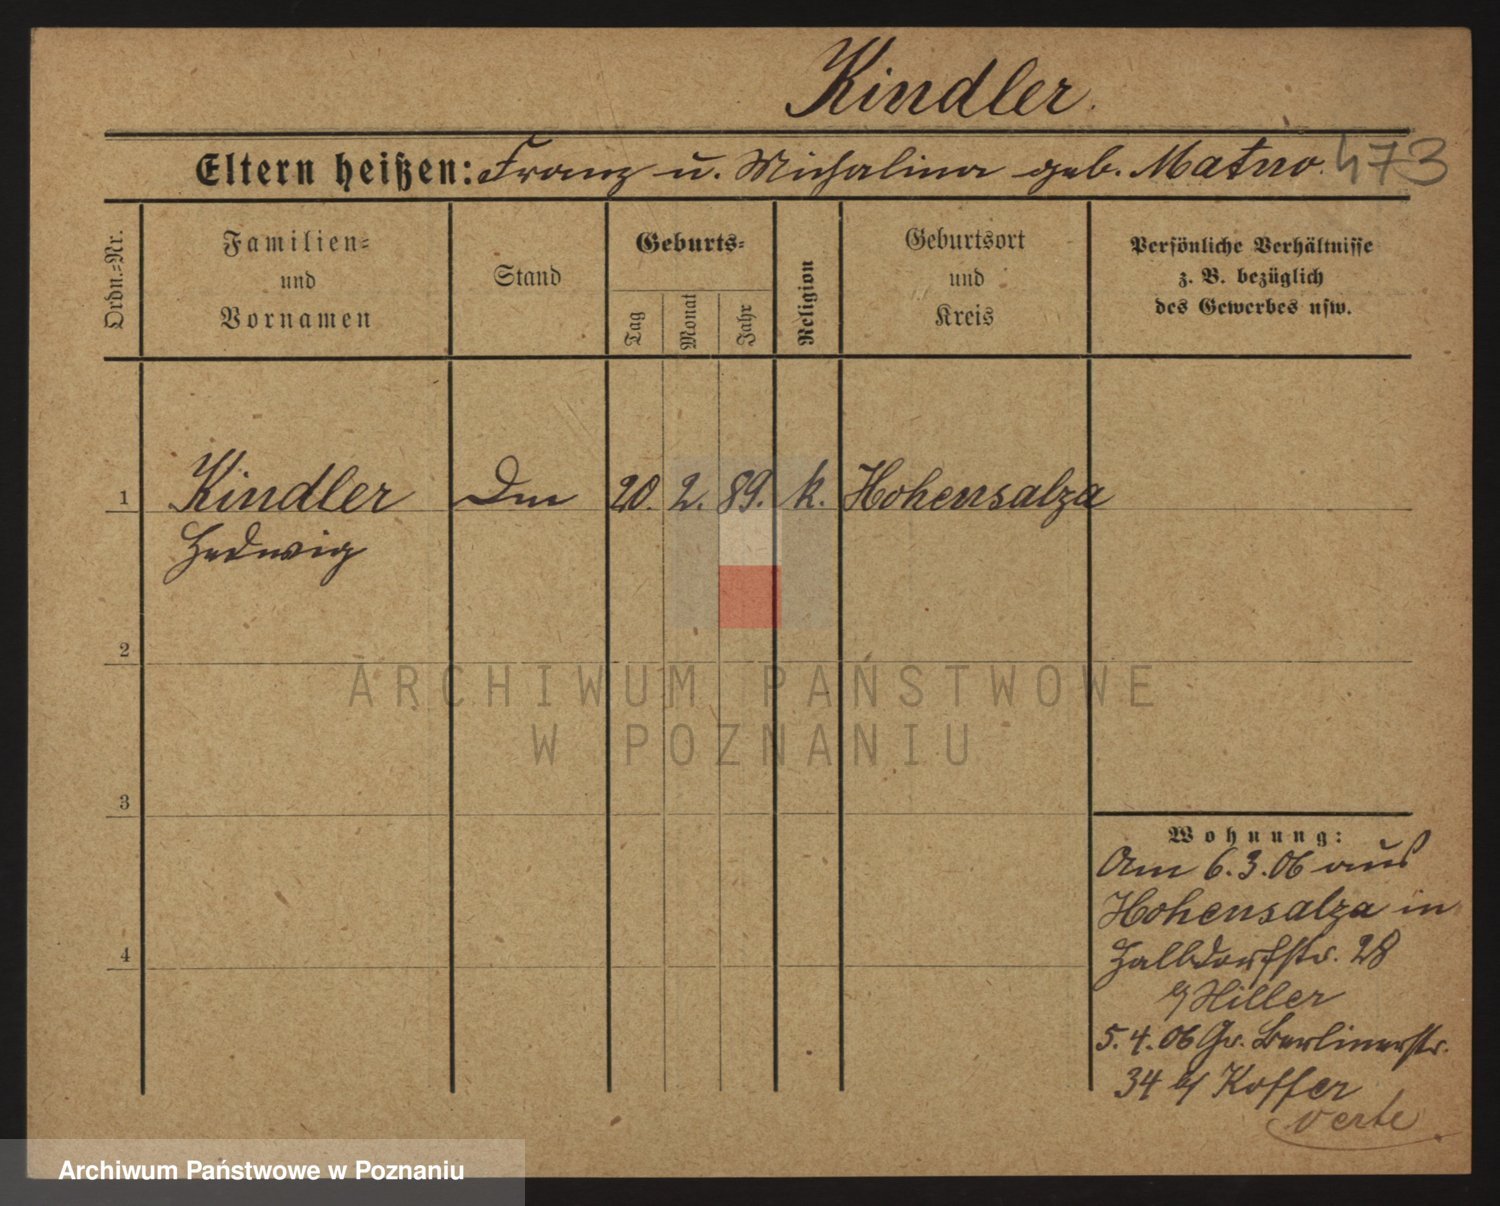 Kindler.
Eltern heißen: Franz u. Michalina geb. Matno. 473
Ordn.=Nr.
Familien=
und
Vornamen
Stand
Geburts=
Tag
Monat
Jahr
Religion
Geburtsort
und
Kreis
Persönliche Verhältnisse
z. B. bezüglich
des Gewerbes usw.
1 Kindler 20. 2. 89. k. Hohensalza
Hedwig
2
ARCHIWUM PAŃSTWOWE
W POZNANIU
3
Wohnung:
Am 6.3.06 aus
Hohensalza in
Halbdorfstr. 28
b/ Hiller
5.4.06 Gr. Berlinerstr.
34 b/ Koffer
verte
4
Archiwum Państwowe w Poznaniu